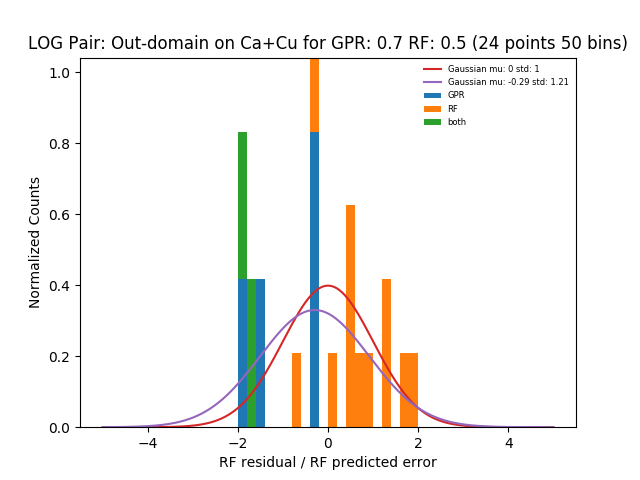 LOG Pair: Out-domain on Ca+Cu for GPR: 0.7 RF: 0.5 (24 points 50 bins)
Normalized Counts
1.0
0.8
0.6
0.4
0.2
0.0
Gaussian mu: 0 std: 1
Gaussian mu: -0.29 std: 1.21
GPR
RF
both
−4
−2
0
2
4
RF residual / RF predicted error